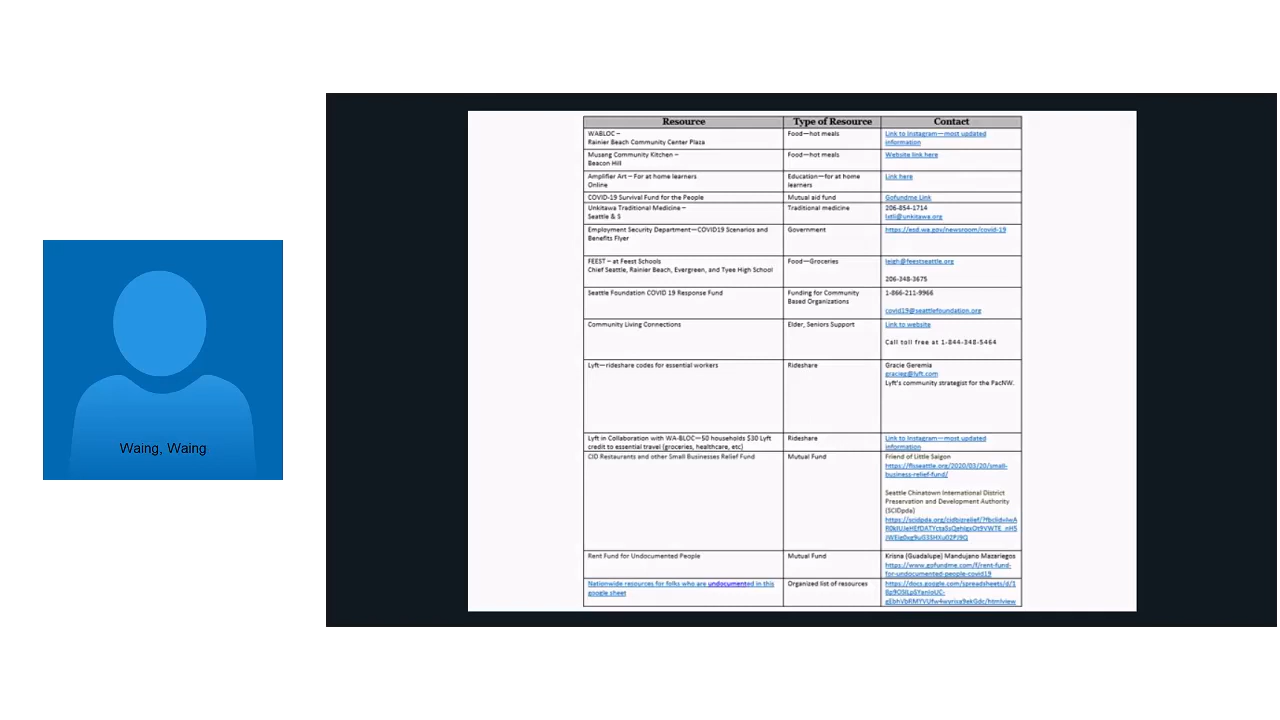 Waing, Waing
Resource Type of Resource Contact
WABLOC –
Rainier Beach Community Center Plaza
Food—hot meals
Link to Instagram—most updated
information
Museng Community Kitchen –
Beacon Hill
Food—hot meals
Website link here
Amplifier Art – For at home learners
Online
Education—for at home
learners
Link here
COVID-19 Survival Fund for the People
Mutual aid fund
Gofundme Link
Unkitawa Traditional Medicine –
Seattle & S
Traditional medicine
206-854-1714
@unkitawa.org
Employment Security Department—COVID19 Scenarios and
Benefits Flyer
Government
https://esd.wa.gov/newsroom/covid-19
FEEST – at Feest Schools
Chief Seattle, Rainier Beach, Evergreen, and Tyee High School
Food—Groceries
leigh@feestseattle.org
206-348-3675
Seattle Foundation COVID 19 Response Fund
Funding for Community
Based Organizations
1-866-211-9966
covid19@seattlefoundation.org
Community Living Connections
Elder, Seniors Support
Link to website
Call toll free at 1-844-348-5464
Lyft—rideshare codes for essential workers
Rideshare
Gracie Geremia
gracieg@lyft.com
Lyft's community strategist for the PacNW.
Lyft in Collaboration with WA-BLOC—50 households $30 Lyft
credit to essential travel (groceries, healthcare, etc)
Rideshare
Link to Instagram—most updated
information
CID Restaurants and other Small Businesses Relief Fund
Mutual Fund
Friend of Little Saigon
https://flsseattle.org/2020/03/20/small-
business-relief-fund/
Seattle Chinatown International District
Preservation and Development Authority
(SCIDpda)
Rent Fund for Undocumented People
Mutual Fund
Krisna (Guadalupe) Mandujano Mazariegos
https://www.gofundme.com/f/rent-fund-
for-undocumented-people-covid19
Nationwide resources for folks who are undocumented in this
google sheet
Organized list of resources
https://docs.google.com/spreadsheets/d/1